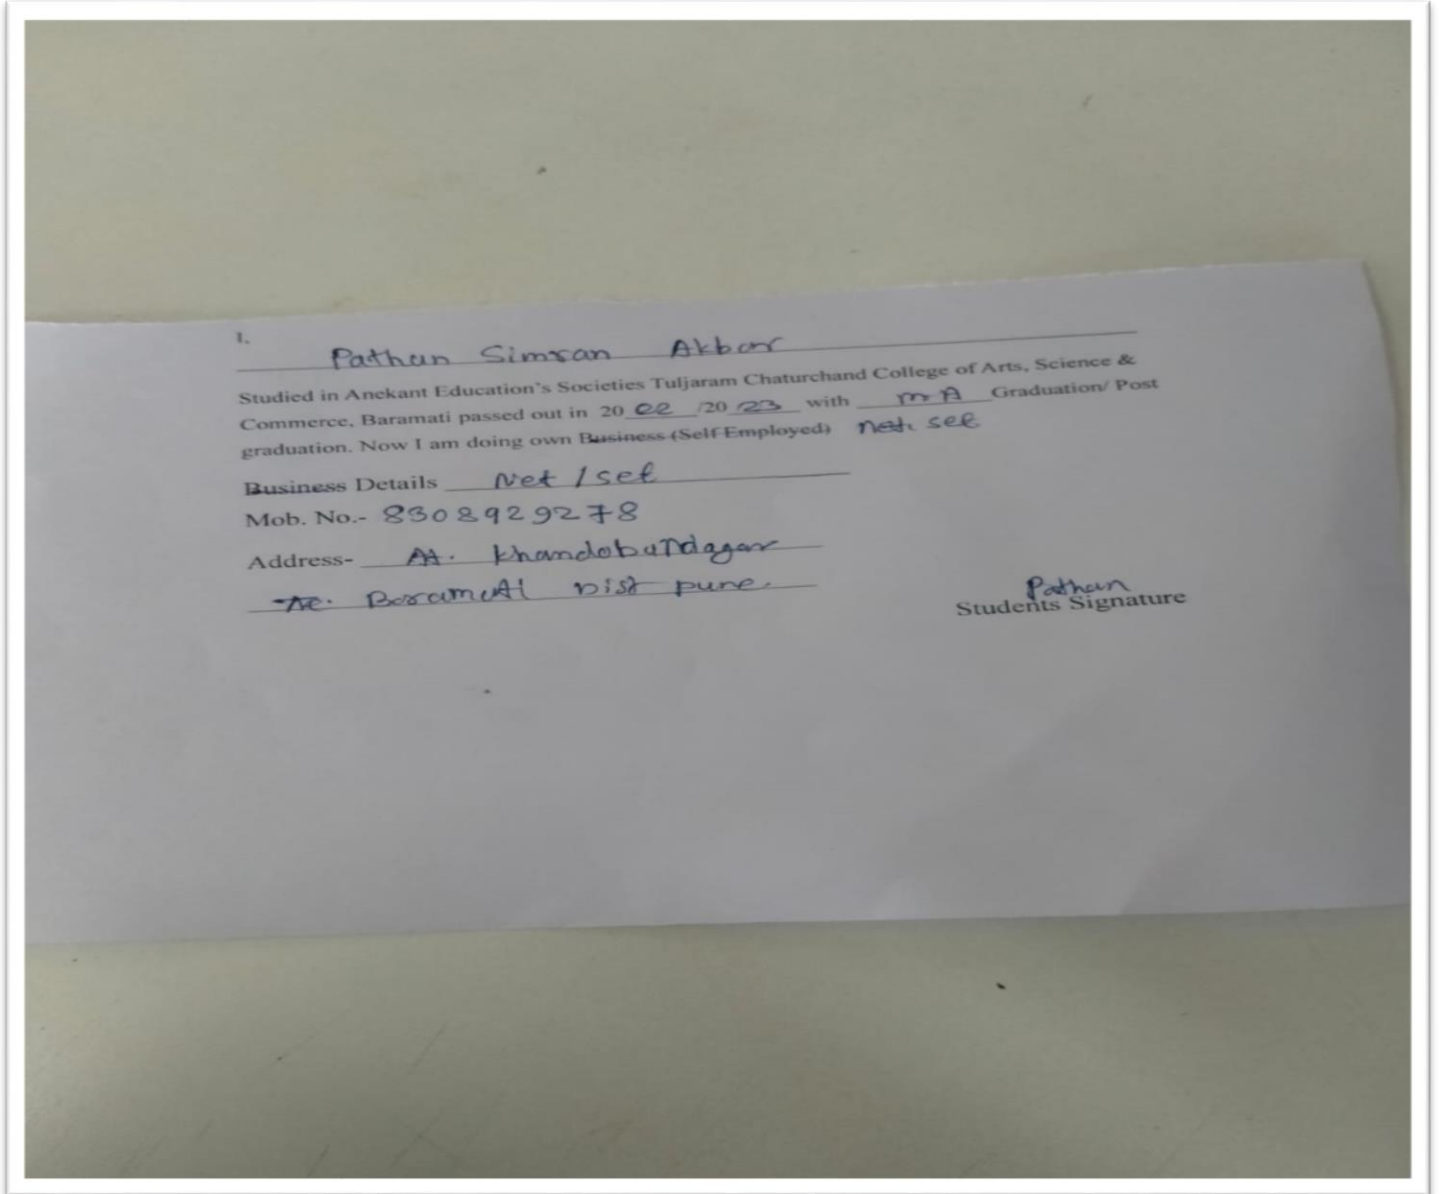 I.
Pathan Simran Akbar
Studied in Anekant Education's Societies Tuljaram Chaturchand College of Arts, Science &
Commerce, Baramati passed out in 20 22 /20 23 with MA Graduation/ Post
graduation. Now I am doing own Business (Self Employed) net set
Business Details Net / set
Mob. No.- 8308929278
Address- At. Khandobanagar
Baramati Dist pune.
Pathan
Students Signature